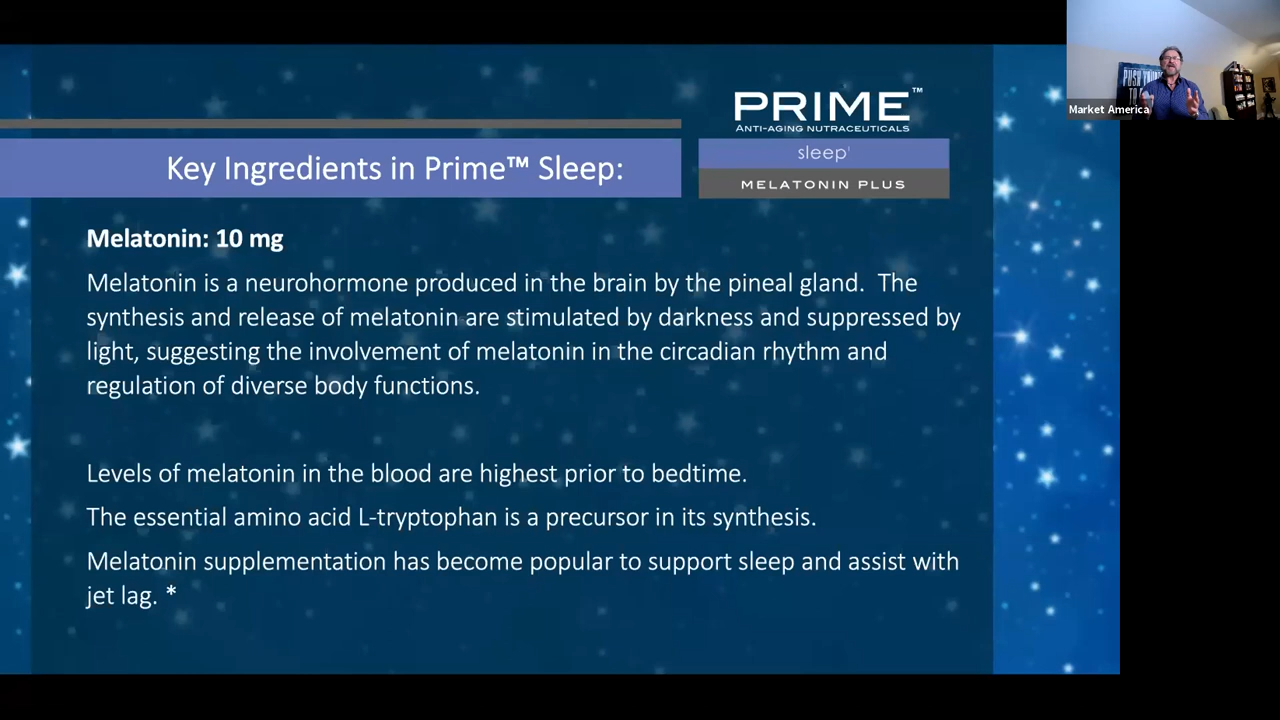 PRIME™
ANTI-AGING NUTRACEUTICALS
sleep
MELATONIN PLUS
Key Ingredients in Prime™ Sleep:
Melatonin: 10 mg
Melatonin is a neurohormone produced in the brain by the pineal gland. The
synthesis and release of melatonin are stimulated by darkness and suppressed by
light, suggesting the involvement of melatonin in the circadian rhythm and
regulation of diverse body functions.
Levels of melatonin in the blood are highest prior to bedtime.
The essential amino acid L-tryptophan is a precursor in its synthesis.
Melatonin supplementation has become popular to support sleep and assist with
jet lag. *
PUSH
Market America